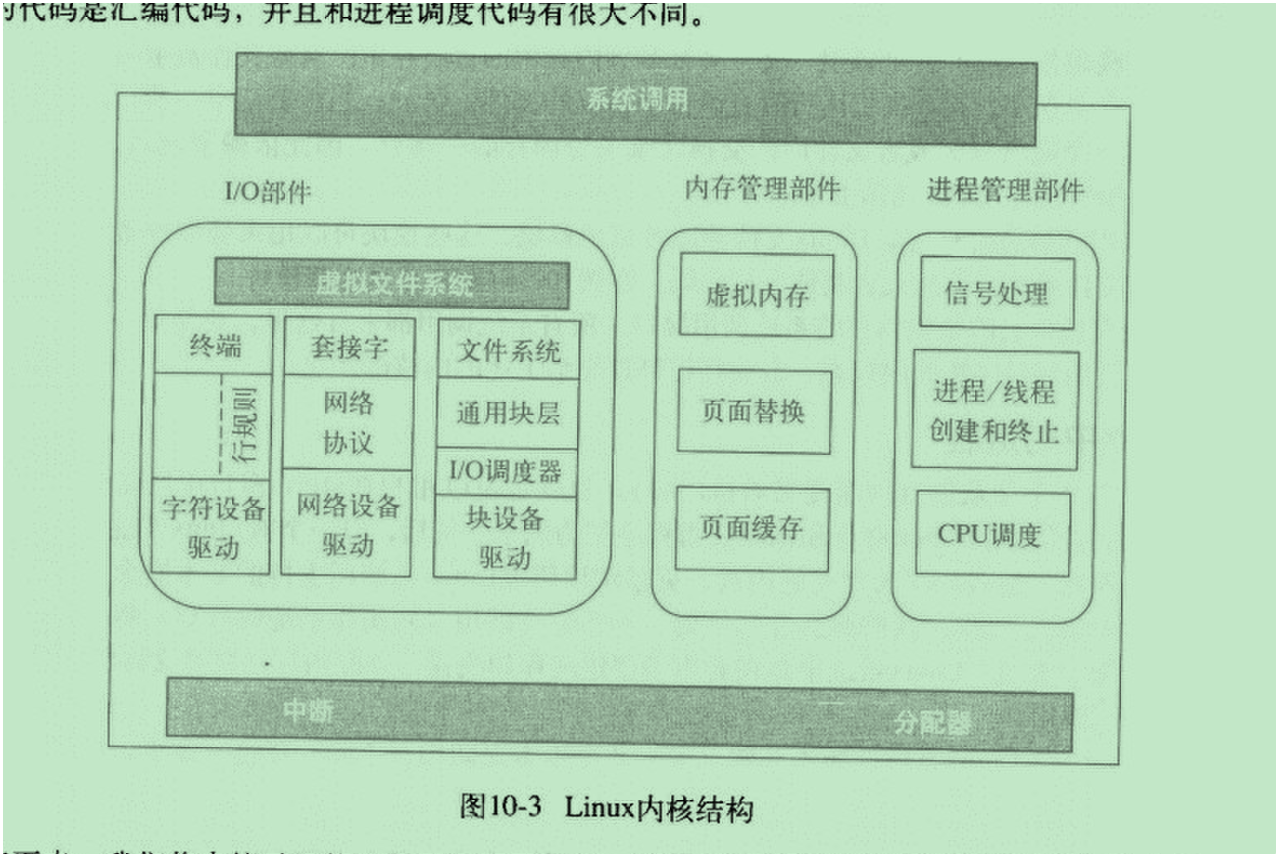 的代码是汇编代码，并且和进程调度代码有很大不同。
系统调用
I/O部件
内存管理部件
进程管理部件
虚拟文件系统
终端
行规则
字符设备
驱动
套接字
网络
协议
网络设备
驱动
文件系统
通用块层
I/O调度器
块设备
驱动
虚拟内存
页面替换
页面缓存
信号处理
进程/线程
创建和终止
CPU调度
中断
分配器
图10-3 Linux内核结构